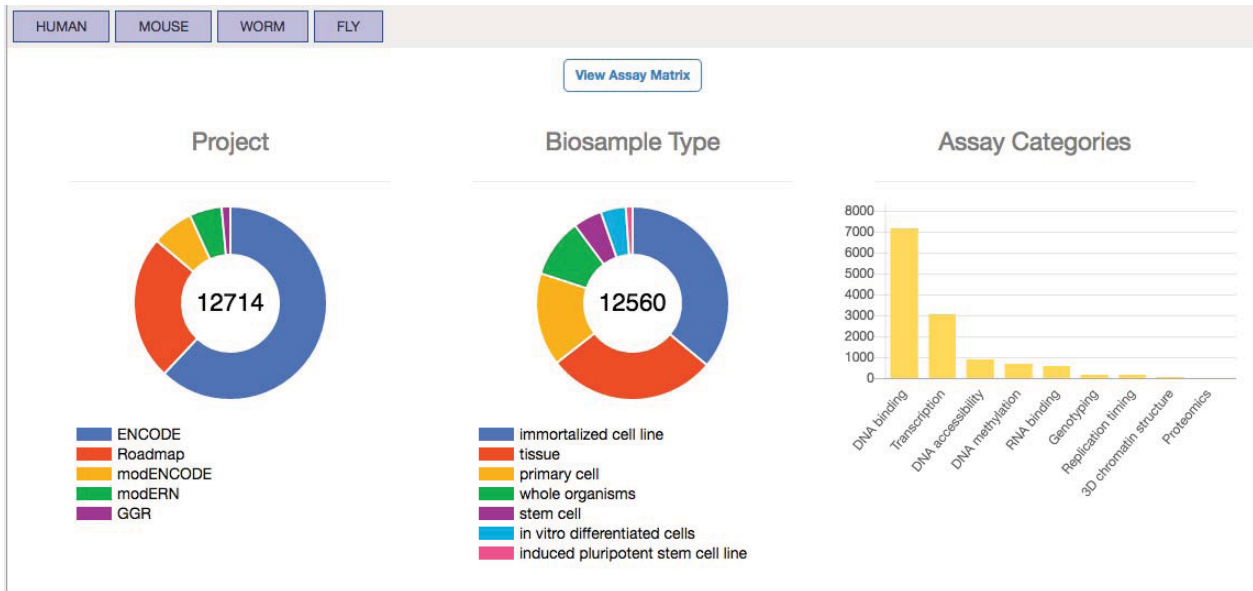 HUMAN
MOUSE
WORM
FLY
View Assay Matrix
Project
12714
ENCODE
Roadmap
modENCODE
modERN
GGR
Biosample Type
12560
immortalized cell line
tissue
primary cell
whole organisms
stem cell
in vitro differentiated cells
induced pluripotent stem cell line
Assay Categories
8000
7000
6000
5000
4000
3000
2000
1000
0
DNA binding
Transcription
DNA accessibility
DNA methylation
RNA binding
Genotyping
Replication timing
3D chromatin structure
Proteomics